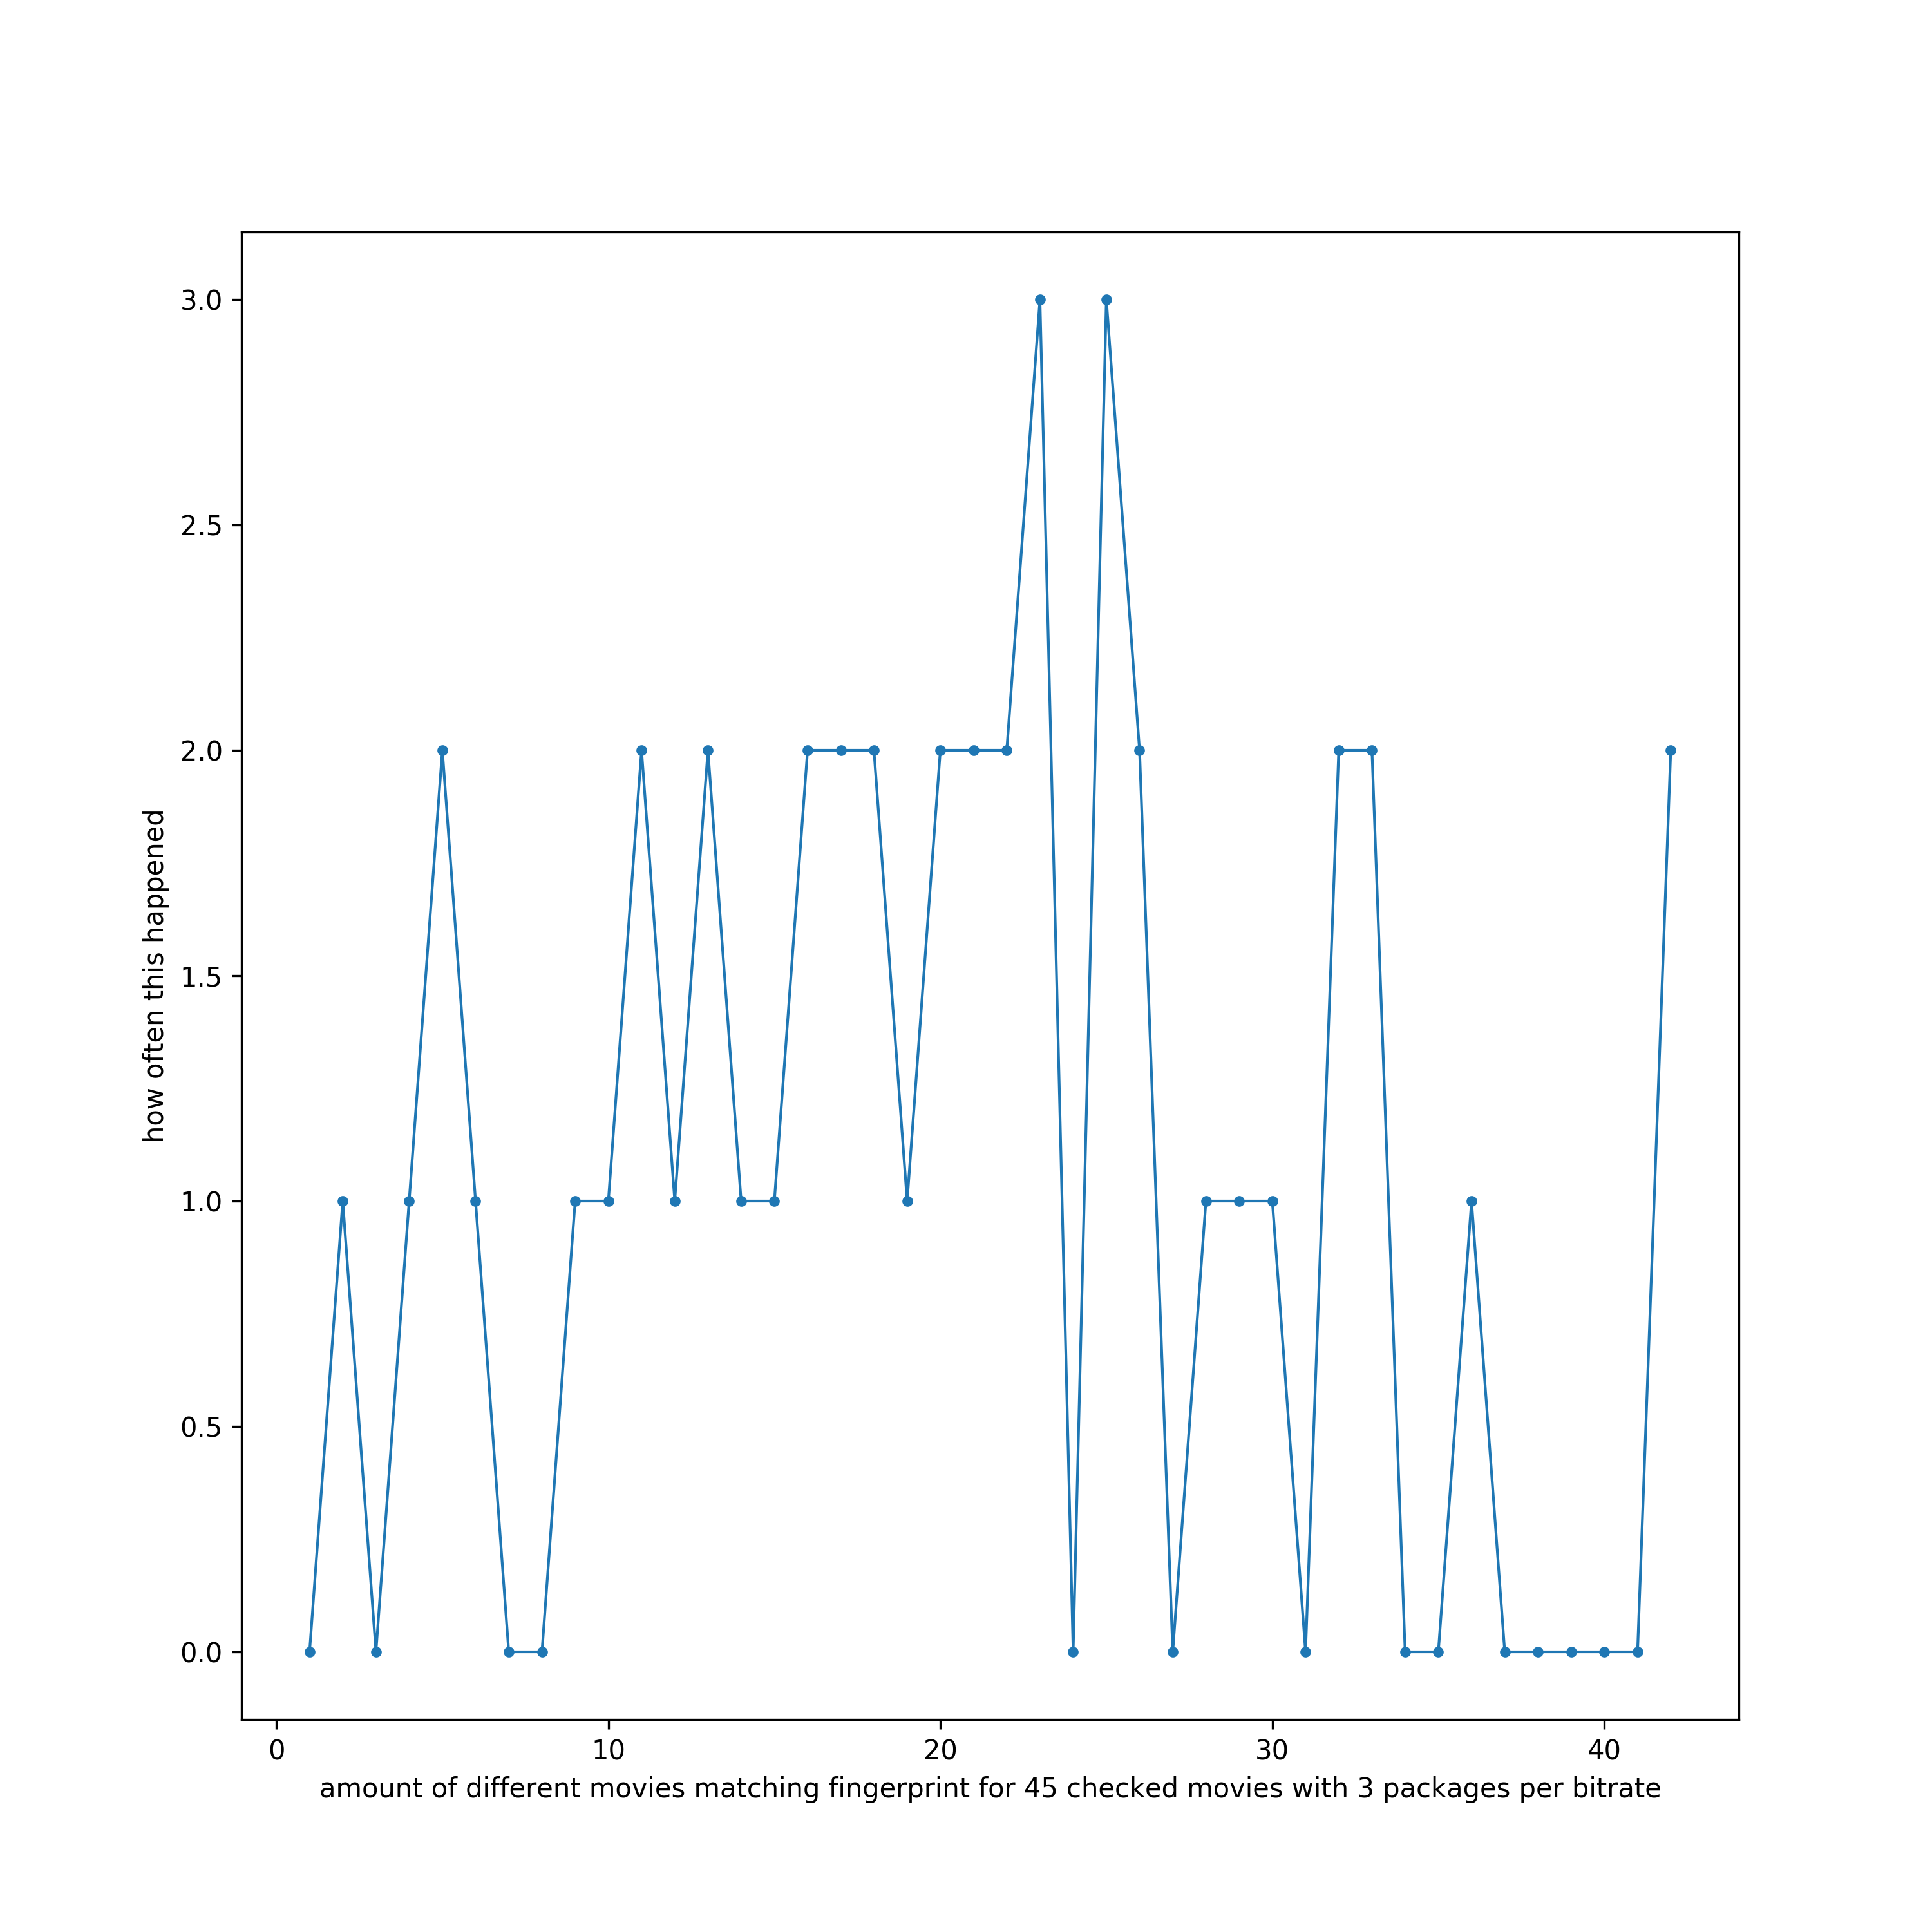 3.0
2.5
2.0
1.5
1.0
0.5
0.0
how often this happened
0 10 20 30 40
amount of different movies matching fingerprint for 45 checked movies with 3 packages per bitrate